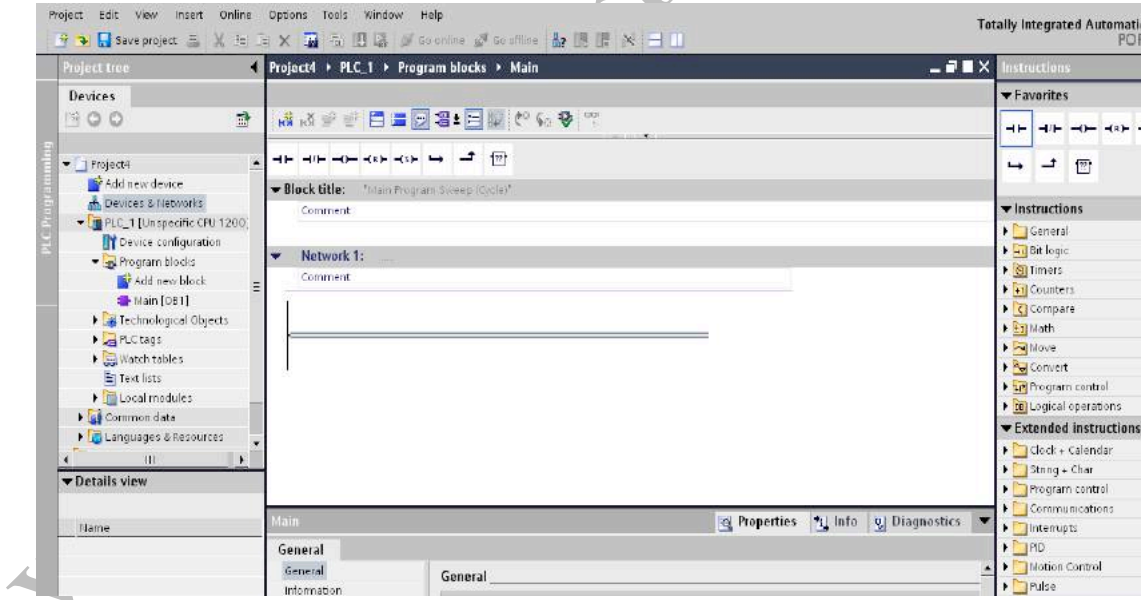 Project Edit View Insert Online Options Tools Window Help
Totally Integrated Automati
Save project Go online Go offline
POR
Project tree
Project4 ▸ PLC_1 ▸ Program blocks ▸ Main
Instructions
Devices
Favorites
PLC Programming
Project4
Add new device
Devices & Networks
PLC_1 [Unspecific CPU 1200]
Device configuration
Program blocks
Add new block
Main [OB1]
Technological Objects
PLC tags
Watch tables
Text lists
Local modules
Common data
Languages & Resources
Details view
Name
Block title: "Main Program Sweep (Cycle)"
Comment
Network 1: .....
Comment
Main
Properties Info Diagnostics
General
General
Information
General
Instructions
General
Bit logic
Timers
Counters
Compare
Math
Move
Convert
Program control
Logical operations
Extended instructions
Clock + Calendar
String + Char
Program control
Communications
Interrupts
PID
Motion Control
Pulse